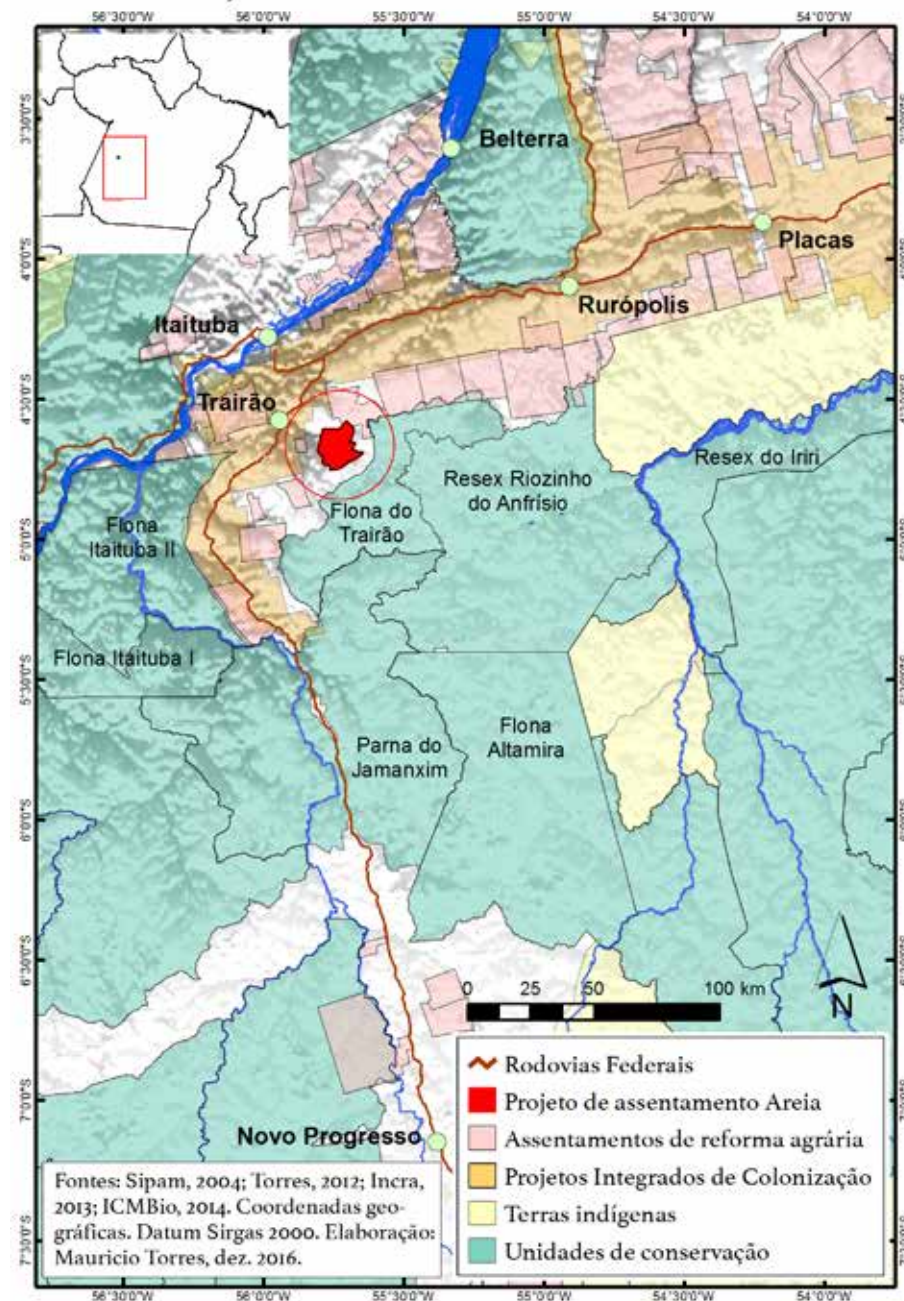 56°30'0"O 56°0'0"O 55°30'0"O 55°0'0"O 54°30'0"O 54°0'0"O
3°30'0"S
Belterra
Placas
4°0'0"S
Rurópolis
Itaituba
4°30'0"S
Trairão
Resex do Iriri
Resex Riozinho
do Anfrísio
Flona do
Trairão
5°0'0"S
Flona
Itaituba II
Flona Itaituba I
5°30'0"S
Parna do
Jamanxim
Flona
Altamira
6°0'0"S
6°30'0"S
0 25 50 100 km
N
7°0'0"S
Novo Progresso
7°30'0"S
Rodovias Federais
Projeto de assentamento Areia
Assentamentos de reforma agrária
Projetos Integrados de Colonização
Terras indígenas
Unidades de conservação
Fontes: Sipam, 2004; Torres, 2012; Incra,
2013; ICMBio, 2014. Coordenadas geo-
gráficas. Datum Sirgas 2000. Elaboração:
Mauricio Torres, dez. 2016.
56°30'0"O 56°0'0"O 55°30'0"O 55°0'0"O 54°30'0"O 54°0'0"O